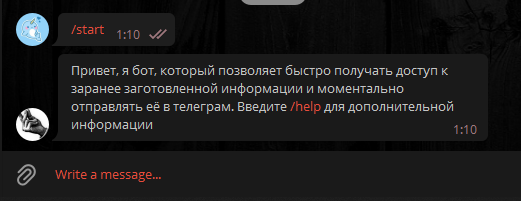 /start
1:10
Привет, я бот, который позволяет быстро получать доступ к
заранее заготовленной информации и моментально
отправлять её в телеграм. Введите /help для дополнительной
информации
1:10
Write a message...